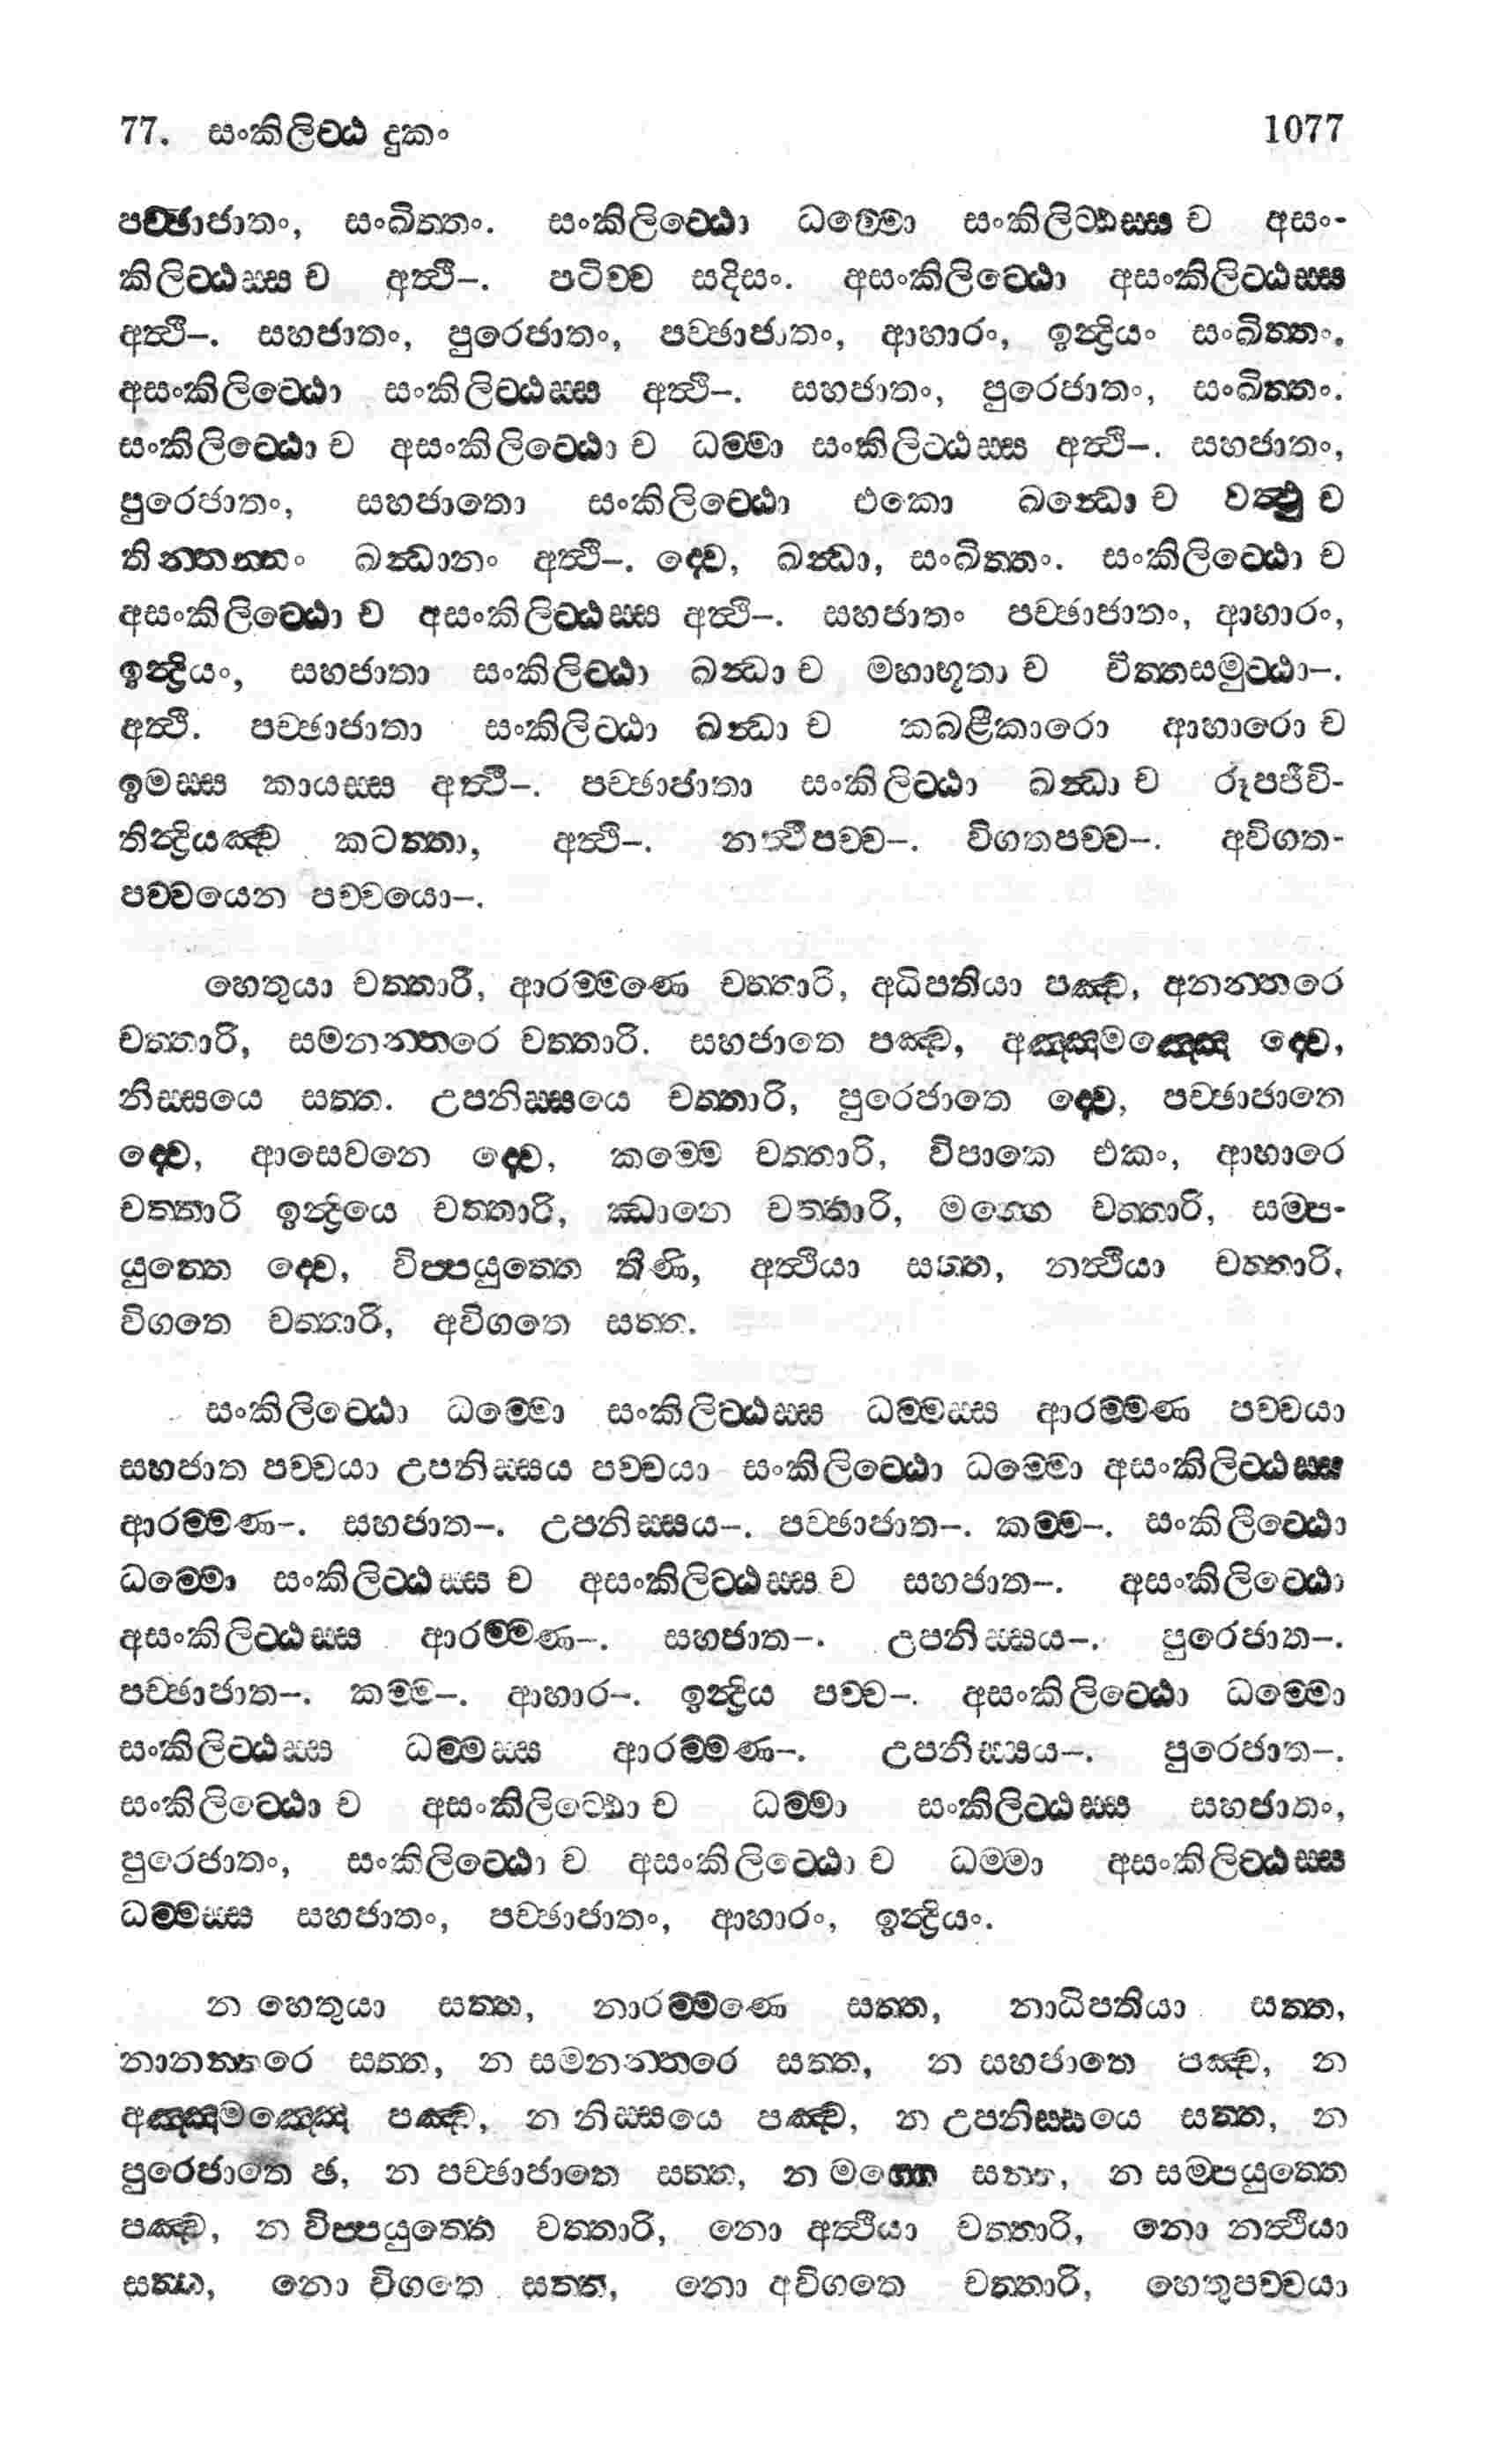 77. සංකිලිට්ඨ දුකං 1077
පච්ඡාජාතං, සංඛිත්තං. සංකිලිට්ඨො ධම්මො සංකිලිට්ඨස්ස ච අසං-
කිලිට්ඨස්ස ච අත්ථි–. පටිච්ච සදිසං. අසංකිලිට්ඨො අසංකිලිට්ඨස්ස
අත්ථි–. සහජාතං, පුරෙජාතං, පච්ඡාජාතං, ආහාරං, ඉන්ද්‍රියං සංඛිත්තං.
අසංකිලිට්ඨො සංකිලිට්ඨස්ස අත්ථි–. සහජාතං, පුරෙජාතං, සංඛිත්තං.
සංකිලිට්ඨො ච අසංකිලිට්ඨො ච ධම්මා සංකිලිට්ඨස්ස අත්ථි–. සහජාතං,
පුරෙජාතං, සහජාතො සංකිලිට්ඨො එකො ඛන්ධො ච වත්ථු ච
තින්නන්නං ඛන්ධානං අත්ථි–. ද්වෙ, ඛන්ධා, සංඛිත්තං. සංකිලිට්ඨො ච
අසංකිලිට්ඨො ච අසංකිලිට්ඨස්ස අත්ථි–. සහජාතං පච්ඡාජාතං, ආහාරං,
ඉන්ද්‍රියං, සහජාතා සංකිලිට්ඨා ඛන්ධා ච මහාභූතා ච චිත්තසමුට්ඨා–.
අත්ථි. පච්ඡාජාතා සංකිලිට්ඨා ඛන්ධා ච කබළීකාරො ආහාරො ච
ඉමස්ස කායස්ස අත්ථි–. පච්ඡාජාතා සංකිලිට්ඨා ඛන්ධා ච රූපජීවි-
තින්ද්‍රියඤ්ච කටත්තා, අත්ථි–. නත්ථිපච්ච–. විගතපච්ච–. අවිගත-
පච්චයෙන පච්චයො–.
හෙතුයා චත්තාරි, ආරම්මණෙ චත්තාරි, අධිපතියා පඤ්ච, අනන්තරෙ
චත්තාරි, සමනන්තරෙ චත්තාරි. සහජාතෙ පඤ්ච, අඤ්ඤමඤ්ඤෙ ද්වෙ,
නිස්සයෙ සත්ත. උපනිස්සයෙ චත්තාරි, පුරෙජාතෙ ද්වෙ, පච්ඡාජාතෙ
ද්වෙ, ආසෙවනෙ ද්වෙ, කම්මෙ චත්තාරි, විපාකෙ එකං, ආහාරෙ
චත්තාරි ඉන්ද්‍රියෙ චත්තාරි, ඣානෙ චත්තාරි, මග්ගෙ චත්තාරි, සම්ප-
යුත්තෙ ද්වෙ, විප්පයුත්තෙ තීණි, අත්ථියා සත්ත, නත්ථියා චත්තාරි,
විගතෙ චත්තාරි, අවිගතෙ සත්ත.
සංකිලිට්ඨො ධම්මො සංකිලිට්ඨස්ස ධම්මස්ස ආරම්මණ පච්චයා
සහජාත පච්චයා උපනිස්සය පච්චයා සංකිලිට්ඨො ධම්මො අසංකිලිට්ඨස්ස
ආරම්මණ–. සහජාත–. උපනිස්සය–. පච්ඡාජාත–. කම්ම–. සංකිලිට්ඨො
ධම්මො සංකිලිට්ඨස්ස ච අසංකිලිට්ඨස්ස ච සහජාත–. අසංකිලිට්ඨො
අසංකිලිට්ඨස්ස ආරම්මණ–. සහජාත–. උපනිස්සය–. පුරෙජාත–.
පච්ඡාජාත–. කම්ම–. ආහාර–. ඉන්ද්‍රිය පච්ච–. අසංකිලිට්ඨො ධම්මො
සංකිලිට්ඨස්ස ධම්මස්ස ආරම්මණ–. උපනිස්සය–. පුරෙජාත–.
සංකිලිට්ඨො ච අසංකිලිට්ඨො ච ධම්මා සංකිලිට්ඨස්ස සහජාතං,
පුරෙජාතං, සංකිලිට්ඨො ච අසංකිලිට්ඨො ච ධම්මා අසංකිලිට්ඨස්ස
ධම්මස්ස සහජාතං, පච්ඡාජාතං, ආහාරං, ඉන්ද්‍රියං.
න හෙතුයා සත්ත, නාරම්මණෙ සත්ත, නාධිපතියා සත්ත,
නානන්තරෙ සත්ත, න සමනන්තරෙ සත්ත, න සහජාතෙ පඤ්ච, න
අඤ්ඤමඤ්ඤෙ පඤ්ච, න නිස්සයෙ පඤ්ච, න උපනිස්සයෙ සත්ත, න
පුරෙජාතෙ ඡ, න පච්ඡාජාතෙ සත්ත, න මග්ගෙ සත්ත, න සම්පයුත්තෙ
පඤ්ච, න විප්පයුත්තෙ චත්තාරි, නො අත්ථියා චත්තාරි, නො නත්ථියා
සත්ත, නො විගතෙ සත්ත, නො අවිගතෙ චත්තාරි, හෙතුපච්චයා